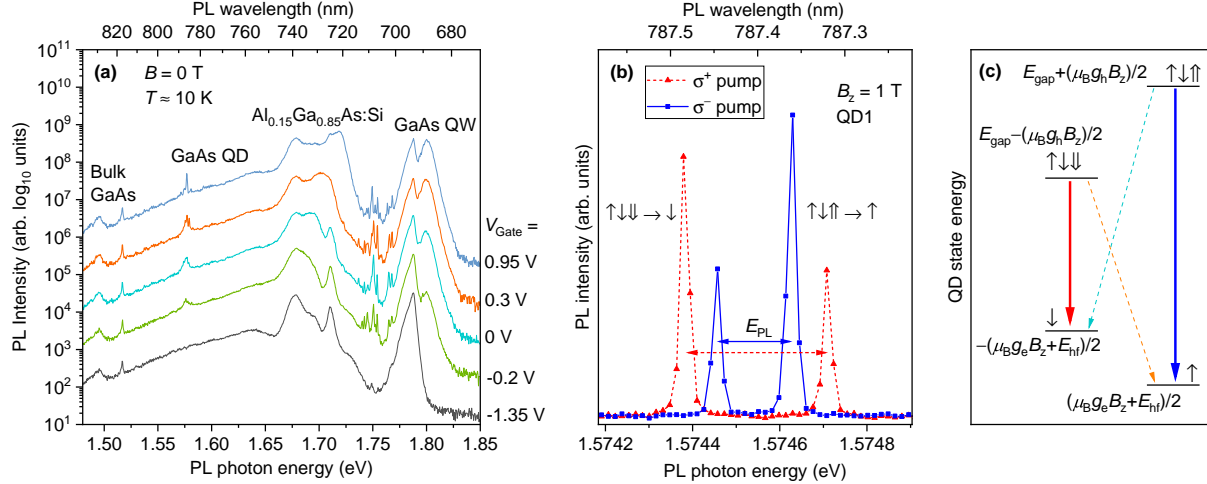 PL wavelength (nm)
820 800 780 760 740 720 700 680
(a)
B = 0 T
T ≈ 10 K
Al0.15Ga0.85As:Si
GaAs QW
GaAs QD
Bulk
GaAs
VGate =
0.95 V
0.3 V
0 V
-0.2 V
-1.35 V
PL Intensity (arb. log10 units)
10^11
10^10
10^9
10^8
10^7
10^6
10^5
10^4
10^3
10^2
10^1
1.50 1.55 1.60 1.65 1.70 1.75 1.80 1.85
PL photon energy (eV)
PL wavelength (nm)
787.5 787.4 787.3
(b)
σ+ pump
σ− pump
Bz = 1 T
QD1
↑↓⇓ → ↓
↑↓⇑ → ↑
EPL
PL intensity (arb. units)
1.5742 1.5744 1.5746 1.5748
PL photon energy (eV)
(c)
Egap+(μBghBz)/2
↑↓⇑
Egap−(μBghBz)/2
↑↓⇓
↓
-(μBgeBz+Ehf)/2
↑
(μBgeBz+Ehf)/2
QD state energy